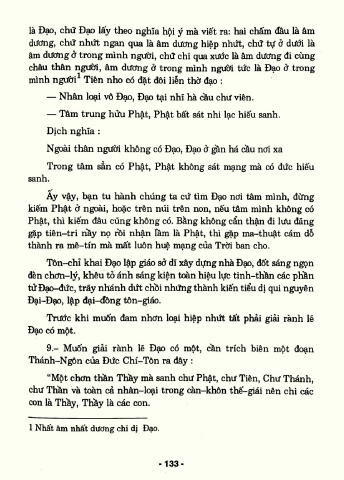 là Đạo, chữ Đạo lấy theo nghĩa hội ý mà viết ra: hai chấm đầu là âm
dương, chữ nhứt ngan qua là âm dương hiệp nhứt, chữ tự ở dưới là
âm dương ở trong mình người, chữ chi qua xước là âm dương đi cùng
châu thân người, âm dương ở trong mình người tức là Đạo ở trong
mình người1 Tiên nho có đặt đôi liễn thờ đạo :
— Nhân loại vô Đạo, Đạo tại nhĩ hà cầu chư viên.
— Tâm trung hữu Phật, Phật bất sát nhi lạc hiếu sanh.
Dịch nghĩa :
Ngoài thân người không có Đạo, Đạo ở gần há cầu nơi xa
Trong tâm sẳn có Phật, Phật không sát mạng mà có đức hiếu
sanh.
Ấy vậy, bạn tu hành chúng ta cứ tìm Đạo nơi tâm mình, đừng
kiếm Phật ở ngoài, hoặc trên núi trên non, nếu tâm mình không có
Phật, thì kiếm đâu cũng không có. Bằng không cẩn thận đi lưu đãng
gặp tiên–tri nầy nọ rồi nhận lầm là Phật, thì gặp ma–thuật cám dỗ
thành ra mê–tín mà mất luôn huệ mạng của Trời ban cho.
Tôn–chỉ khai Đạo lập giáo sở dĩ xây dựng nhà Đạo, đốt sáng ngọn
đèn chơn–lý, khêu tỏ ánh sáng kiện toàn hiệu lực tinh–thần các phần
tử Đạo–đức, trây nhánh dứt chồi những thành kiến tiểu dị qui nguyên
Đại–Đạo, lập đại–đồng tôn–giáo.
Trước khi muốn đam nhơn loại hiệp nhứt tất phải giải rành lẽ
Đạo có một.
9.– Muốn giải rành lẽ Đạo có một, cần trích biên một đoạn
Thánh–Ngôn của Đức Chí–Tôn ra đây :
“Một chơn thần Thầy mà sanh chư Phật, chư Tiên, Chư Thánh,
chư Thần và toàn cả nhân–loại trong càn–khôn thế–giái nên chi các
con là Thầy, Thầy là các con.
1 Nhất âm nhất dương chi dị Đạo.
- 133 -